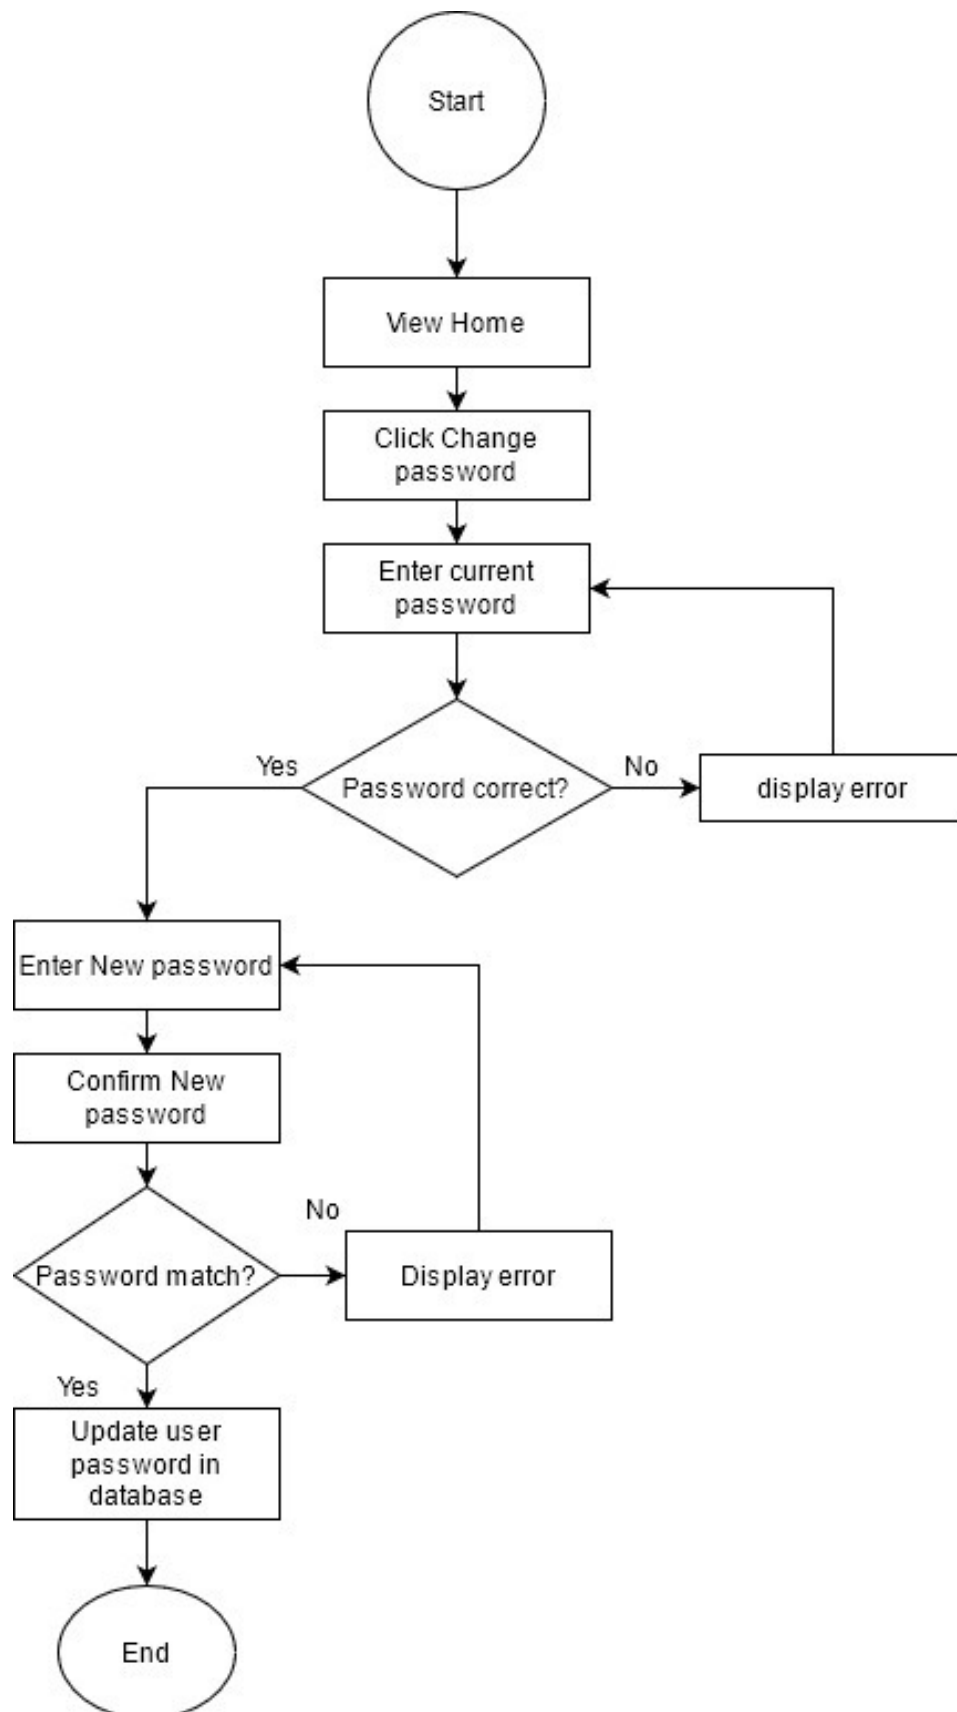 Start
View Home
Click Change
password
Enter current
password
Yes
Password correct?
No
display error
Enter New password
Confirm New
password
No
Password match?
Display error
Yes
Update user
password in
database
End